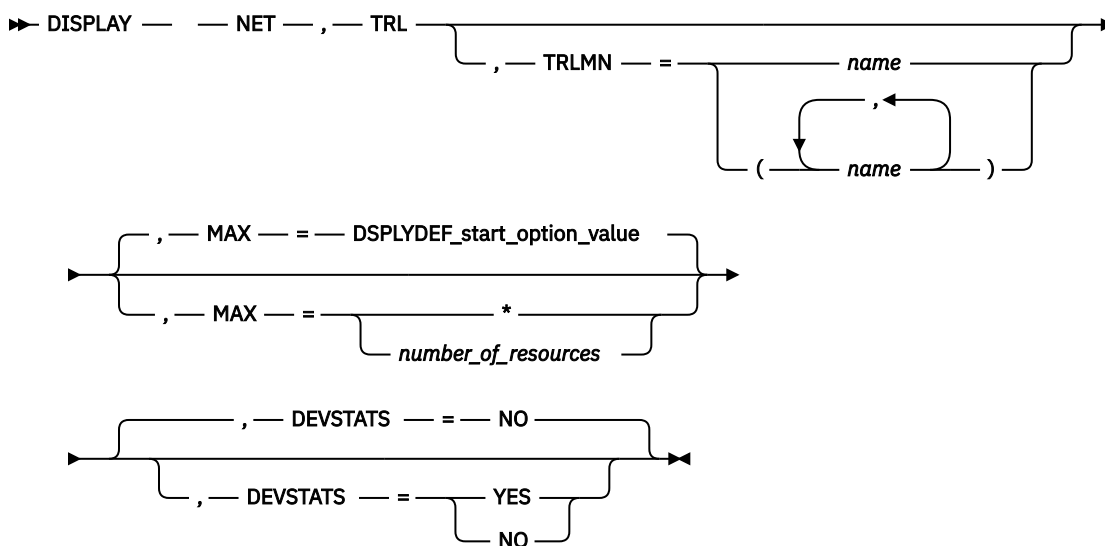 DISPLAY NET , TRL
, TRLMN = name
,
( name )
, MAX = DSPLYDEF_start_option_value
, MAX = *
number_of_resources
, DEVSTATS = NO
, DEVSTATS = YES
NO